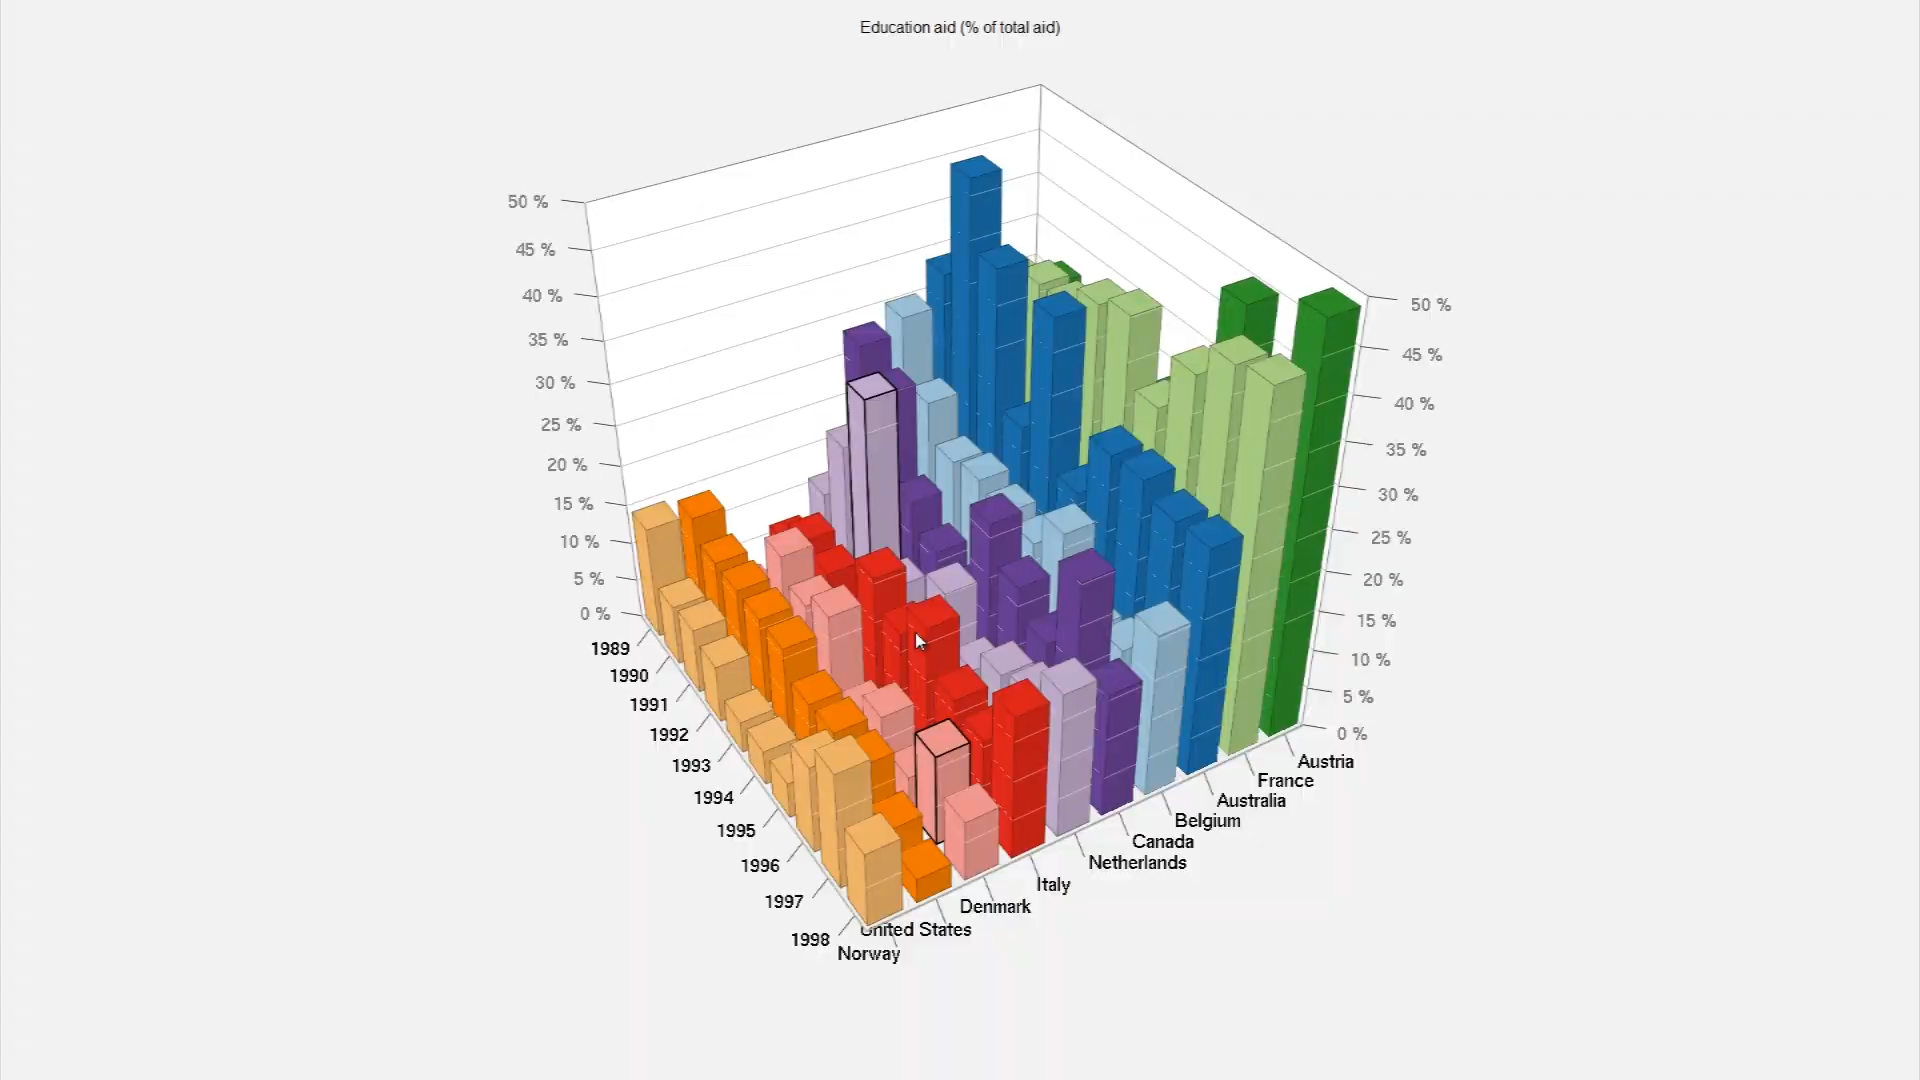 Education aid (% of total aid)
50 %
45 %
40 %
35 %
30 %
25 %
20 %
15 %
10 %
5 %
0 %
1989
1990
1991
1992
1993
1994
1995
1996
1997
1998
50 %
45 %
40 %
35 %
30 %
25 %
20 %
15 %
10 %
5 %
0 %
Austria
France
Australia
Belgium
Canada
Netherlands
Italy
Denmark
United States
Norway